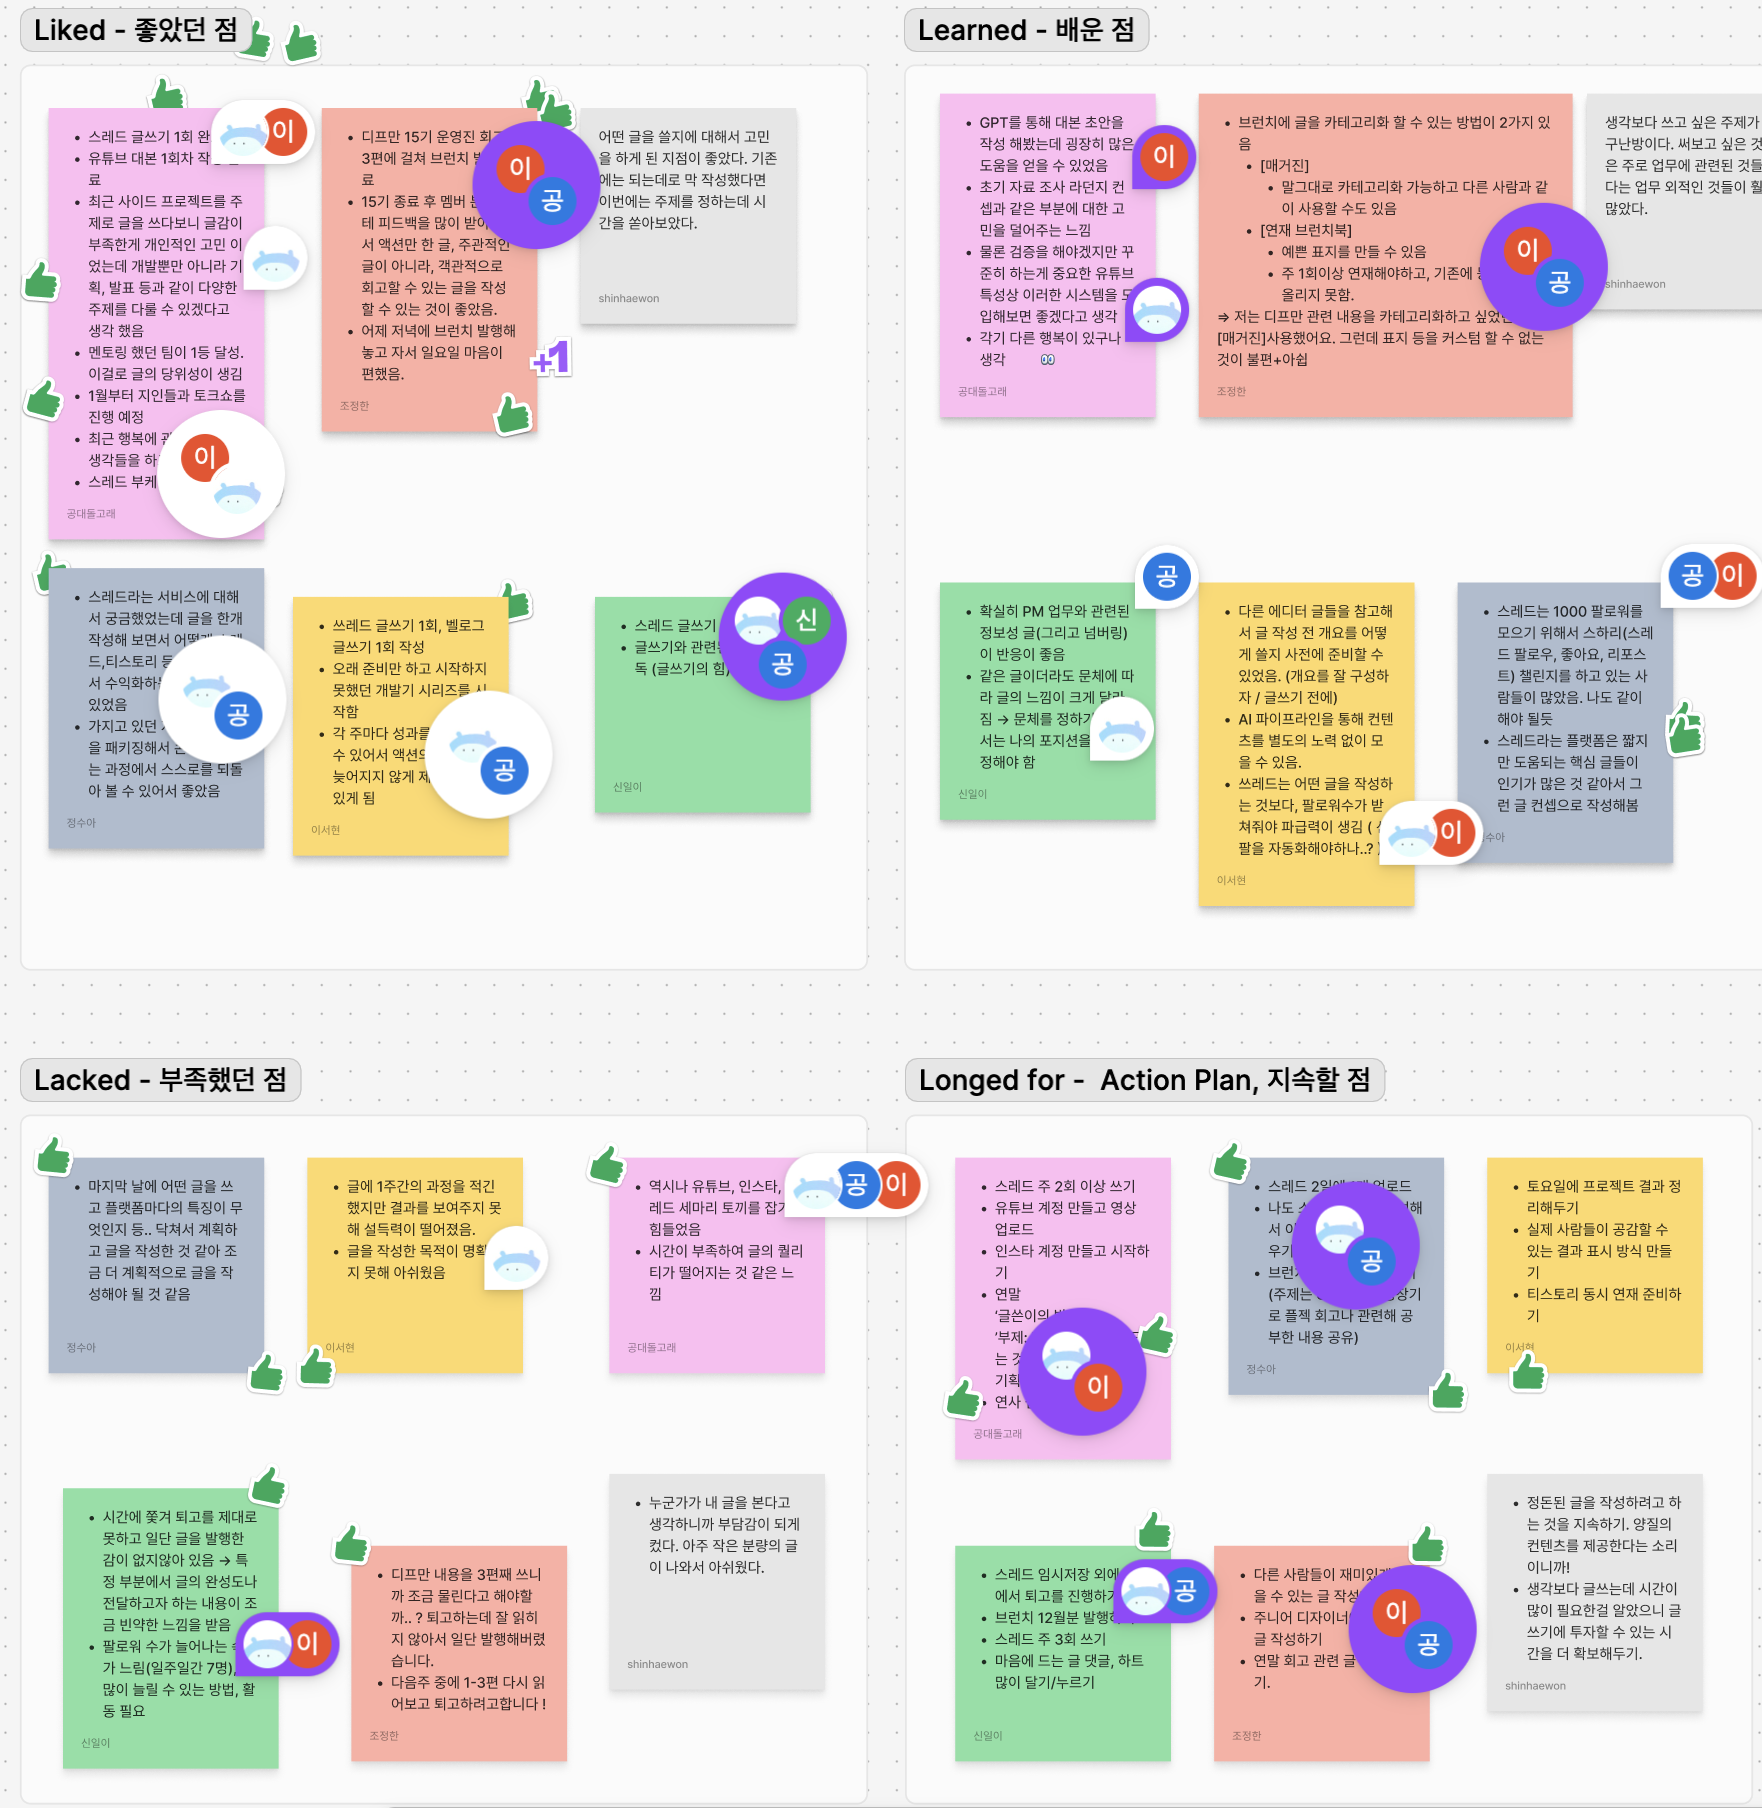 Liked - 좋았던 점
스레드 글쓰기 1회
유튜브 대본 1회차
료
최근 사이드 프로젝트를 주
제로 글을 쓰다보니 글감이
부족한게 개인적인 고민 이
었는데 개발뿐만 아니라 기
획, 발표 등과 같이 다양한
주제를 다룰 수 있겠다고
생각 했음
멘토링 했던 팀이 1등 달성.
이걸로 글의 당위성이 생김
1월부터 지인들과 토크쇼를
진행 예정
최근 행복에
생각들을
스레드 부케
공대돌고래
이
이
디프만 15기 운영진
3편에 걸쳐 브런치
료
15기 종료 후 멤버
테 피드백을 많이
서 액션만 한 글, 주관적인
글이 아니라, 객관적으로
회고할 수 있는 글을 작성
할 수 있는 것이 좋았음.
어제 저녁에 브런치 발행해
놓고 자서 일요일 마음이
편했음.
조정한
이
공
+1
어떤 글을 쓸지에 대해서 고민
을 하게 된 지점이 좋았다. 기존
에는 되는데로 막 작성했다면
이번에는 주제를 정하는데 시
간을 쏟아보았다.
shinhaewon
스레드라는 서비스에 대해
서 궁금했었는데 글을 한개
작성해 보면서
드,티스토리
서 수익화하
있었음
가지고 있던
을 패키징해서
는 과정에서 스스로를 되돌
아 볼 수 있어서 좋았음
정수아
공
쓰레드 글쓰기 1회, 벨로그
글쓰기 1회 작성
오래 준비만 하고 시작하지
못했던 개발기 시리즈를 시
작함
각 주마다 성과를
수 있어서
늦어지지 않게
있게 됨
이서현
공
스레드 글쓰기
글쓰기와
독 (글쓰기의 힘)
신일이
신
공
Learned - 배운 점
GPT를 통해 대본 초안을
작성 해봤는데 굉장히 많은
도움을 얻을 수 있었음
초기 자료 조사 라던지 컨
셉과 같은 부분에 대한 고
민을 덜어주는 느낌
물론 검증을 해야겠지만 꾸
준히 하는게 중요한 유튜브
특성상 이러한 시스템을 도
입해보면 좋겠다고 생각
각기 다른 행복이 있구나
생각
공대돌고래
이
브런치에 글을 카테고리화 할 수 있는 방법이 2가지 있
음
[매거진]
말그대로 카테고리화 가능하고 다른 사람과 같
이 사용할 수도 있음
[연재 브런치북]
예쁜 표지를 만들 수 있음
주 1회이상 연재해야하고, 기존에
올리지 못함.
⇒ 저는 디프만 관련 내용을 카테고리화하고
[매거진]사용했어요. 그런데 표지 등을 커스텀 할 수 없는
것이 불편+아쉽
조정한
이
공
생각보다 쓰고 싶은 주제가
구난방이다. 써보고 싶은
은 주로 업무에 관련된
다는 업무 외적인 것들이
많았다.
shinhaewon
확실히 PM 업무와 관련된
정보성 글(그리고 넘버링)
이 반응이 좋음
같은 글이더라도 문체에 따
라 글의 느낌이 크게 달라
짐 → 문체를
서는 나의 포지션을
정해야 함
신일이
공
다른 에디터 글들을 참고해
서 글 작성 전 개요를 어떻
게 쓸지 사전에 준비할 수
있었음. (개요를 잘 구성하
자 / 글쓰기 전에)
AI 파이프라인을 통해 컨텐
츠를 별도의 노력 없이 모
을 수 있음.
쓰레드는 어떤 글을 작성하
는 것보다, 팔로워수가 받
쳐줘야 파급력이 생김 (
팔을 자동화해야하나..? )
이서현
이
스레드는 1000 팔로워를
모으기 위해서 스하리(스레
드 팔로우, 좋아요, 리포스
트) 챌린지를 하고 있는 사
람들이 많았음. 나도 같이
해야 될듯
스레드라는 플랫폼은 짧지
만 도움되는 핵심 글들이
인기가 많은 것 같아서 그
런 글 컨셉으로 작성해봄
수아
공
이
Lacked - 부족했던 점
마지막 날에 어떤 글을 쓰
고 플랫폼마다의 특징이 무
엇인지 등.. 닥쳐서 계획하
고 글을 작성한 것 같아 조
금 더 계획적으로 글을 작
성해야 될 것 같음
정수아
글에 1주간의 과정을 적긴
했지만 결과를 보여주지 못
해 설득력이 떨어졌음.
글을 작성한 목적이
지 못해 아쉬웠음
이서현
역시나 유튜브, 인스타,
레드 세마리 토끼를
힘들었음
시간이 부족하여 글의 퀄리
티가 떨어지는 것 같은 느
낌
공대돌고래
공
이
시간에 쫓겨 퇴고를 제대로
못하고 일단 글을 발행한
감이 없지않아 있음 → 특
정 부분에서 글의 완성도나
전달하고자 하는 내용이 조
금 빈약한 느낌을 받음
팔로워 수가 늘어나는
가 느림(일주일간 7명),
많이 늘릴 수 있는 방법, 활
동 필요
신일이
이
디프만 내용을 3편째 쓰니
까 조금 물린다고 해야할
까.. ? 퇴고하는데 잘 읽히
지 않아서 일단 발행해버렸
습니다.
다음주 중에 1-3편 다시 읽
어보고 퇴고하려고합니다 !
조정한
누군가가 내 글을 본다고
생각하니까 부담감이 되게
컸다. 아주 작은 분량의 글
이 나와서 아쉬웠다.
shinhaewon
Longed for - Action Plan, 지속할 점
스레드 주 2회 이상 쓰기
유튜브 계정 만들고 영상
업로드
인스타 계정 만들고 시작하
기
연말
‘글쓴이의
’부제:
는
기획
연사
공대돌고래
이
스레드 2일에 업로드
나도
서
우기
브런치
(주제는
로 플젝 회고나 관련해 공
부한 내용 공유)
정수아
공
토요일에 프로젝트 결과 정
리해두기
실제 사람들이 공감할 수
있는 결과 표시 방식 만들
기
티스토리 동시 연재 준비하
기
이서현
스레드 임시저장 외에
에서 퇴고를 진행하기
브런치 12월분
스레드 주 3회 쓰기
마음에 드는 글 댓글, 하트
많이 달기/누르기
신일이
공
다른 사람들이
을 수 있는 글
주니어 디자이너
글 작성하기
연말 회고 관련 글
기.
조정한
이
공
정돈된 글을 작성하려고 하
는 것을 지속하기. 양질의
컨텐츠를 제공한다는 소리
이니까!
생각보다 글쓰는데 시간이
많이 필요한걸 알았으니 글
쓰기에 투자할 수 있는 시
간을 더 확보해두기.
shinhaewon